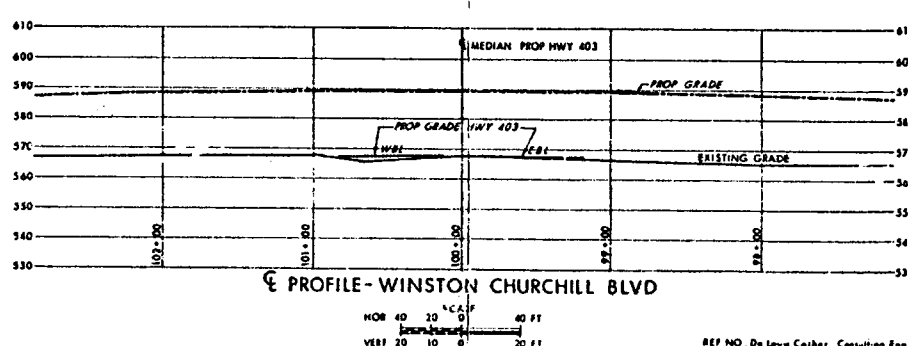 610 61
℄ MEDIAN PROP HWY 403
600 60
590 PROP GRADE 59
580 58
PROP GRADE HWY 403
570 WBL EBL EXISTING GRADE 57
560 56
550 55
540 54
530 102+00 101+00 100+00 99+00 98+00 53
℄ PROFILE-WINSTON CHURCHILL BLVD
SCALE
HOR 40 20 0 40 FT
VERT 20 10 0 20 FT
REF NO. De Leuw Cather, Consulting Eng